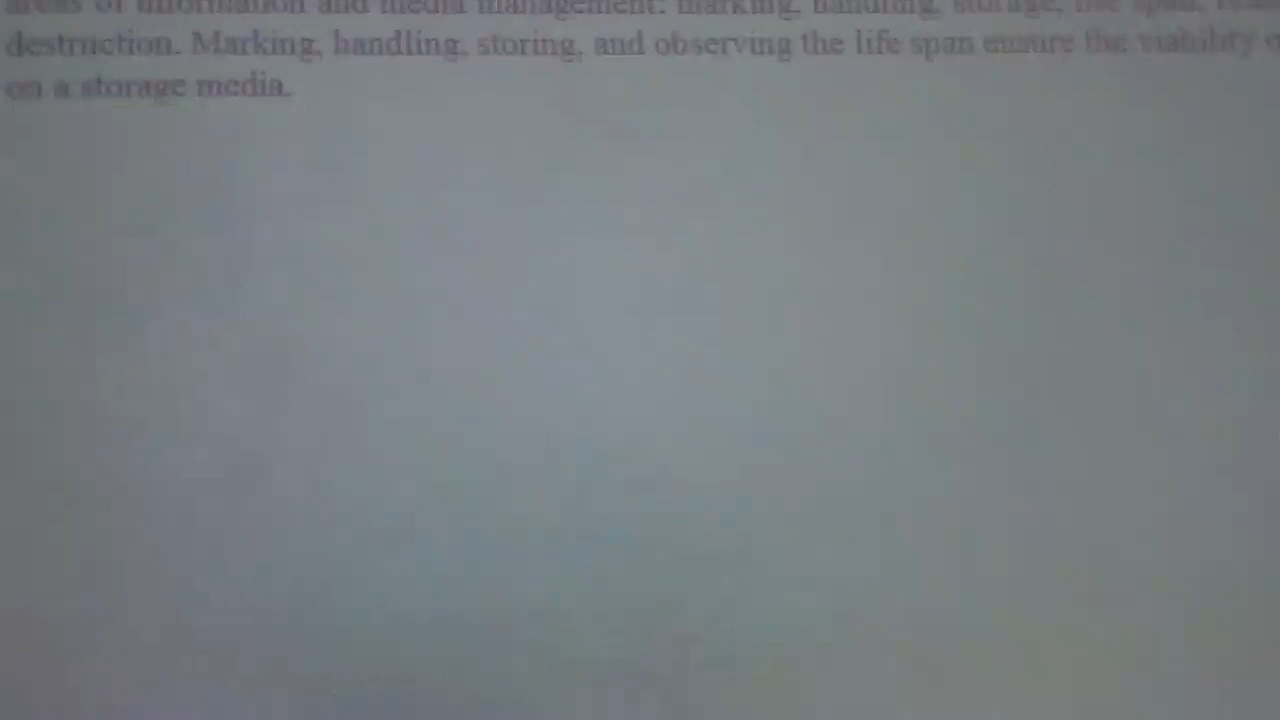 areas of information and media management: marking, handling, storage, life span,
destruction. Marking, handling, storing, and observing the life span ensure the viability
on a storage media.